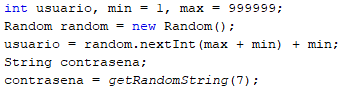 int usuario, min = 1, max = 999999;
Random random = new Random();
usuario = random.nextInt(max + min) + min;
String contrasena;
contrasena = getRandomString(7);